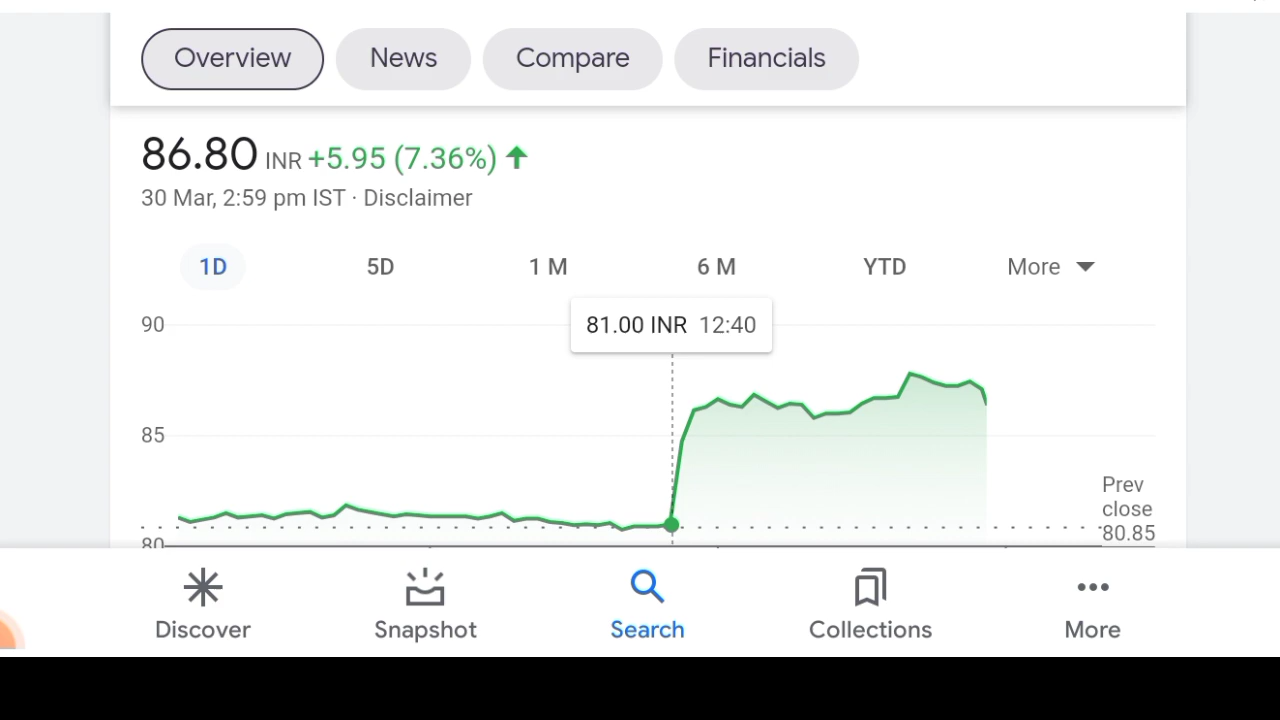 Overview News Compare Financials
86.80 INR +5.95 (7.36%)
30 Mar, 2:59 pm IST · Disclaimer
1D 5D 1 M 6 M YTD More
81.00 INR 12:40
90
85
Prev
close
80.85
80
Discover Snapshot Search Collections More